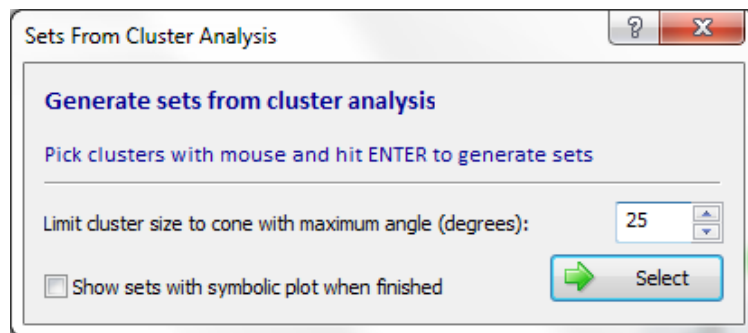 Sets From Cluster Analysis
Generate sets from cluster analysis
Pick clusters with mouse and hit ENTER to generate sets
Limit cluster size to cone with maximum angle (degrees): 25
Show sets with symbolic plot when finished Select